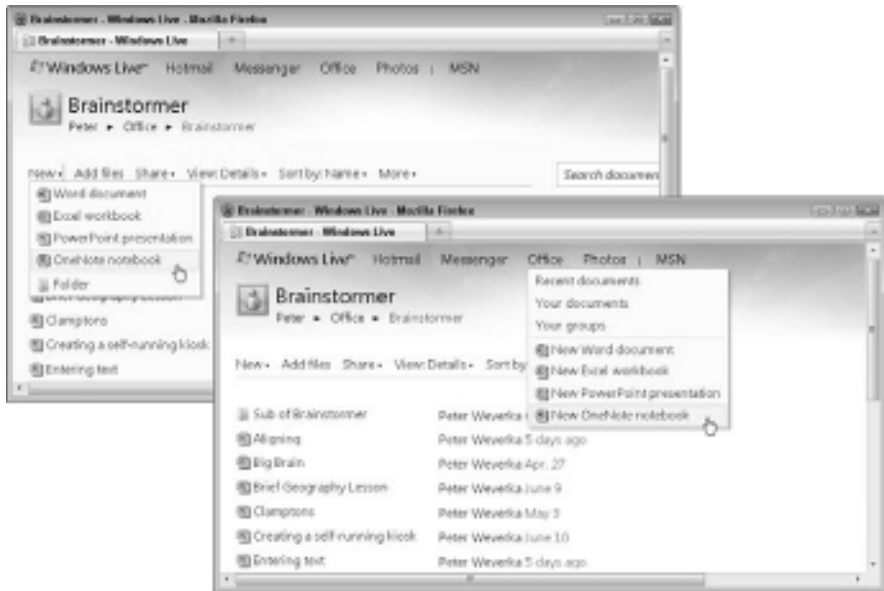 Brainstormer - Windows Live - Mozilla Firefox
Brainstormer - Windows Live
Windows Live™ Hotmail Messenger Office Photos | MSN
Brainstormer
Peter ► Office ► Brainstormer
New Add files Share View: Details Sort by: Name More
Search documen
Word document
Excel workbook
PowerPoint presentation
OneNote notebook
Folder
Brief Geography Lesson
Clamptons
Creating a self-running kiosk
Entering text
Brainstormer - Windows Live - Mozilla Firefox
Brainstormer - Windows Live
Windows Live™ Hotmail Messenger Office Photos | MSN
Brainstormer
Peter ► Office ► Brainstormer
Recent documents
Your documents
Your groups
New Word document
New Excel workbook
New PowerPoint presentation
New OneNote notebook
New Add files Share View: Details Sort by
Sub of Brainstormer Peter Weverka
Aligning Peter Weverka 5 days ago
Big Brain Peter Weverka Apr. 27
Brief Geography Lesson Peter Weverka June 9
Clamptons Peter Weverka May 3
Creating a self-running kiosk Peter Weverka June 10
Entering text Peter Weverka 5 days ago